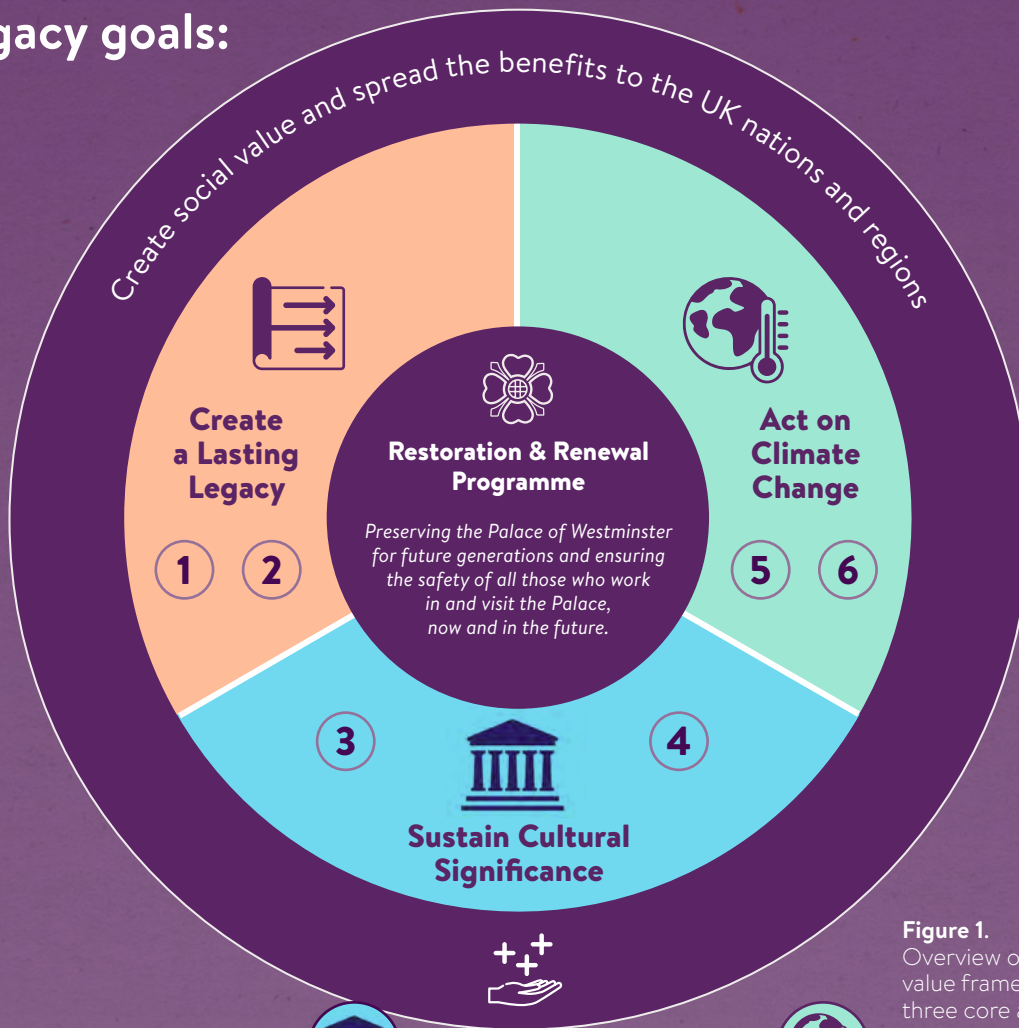 goals:
Create social value and spread the benefits to the UK nations and regions
Create
a Lasting
Legacy
1 2
Restoration & Renewal
Programme
Preserving the Palace of Westminster
for future generations and ensuring
the safety of all those who work
in and visit the Palace,
now and in the future.
Act on
Climate
Change
5 6
3 4
Sustain Cultural
Significance
Figure 1.
Overview
value
three core